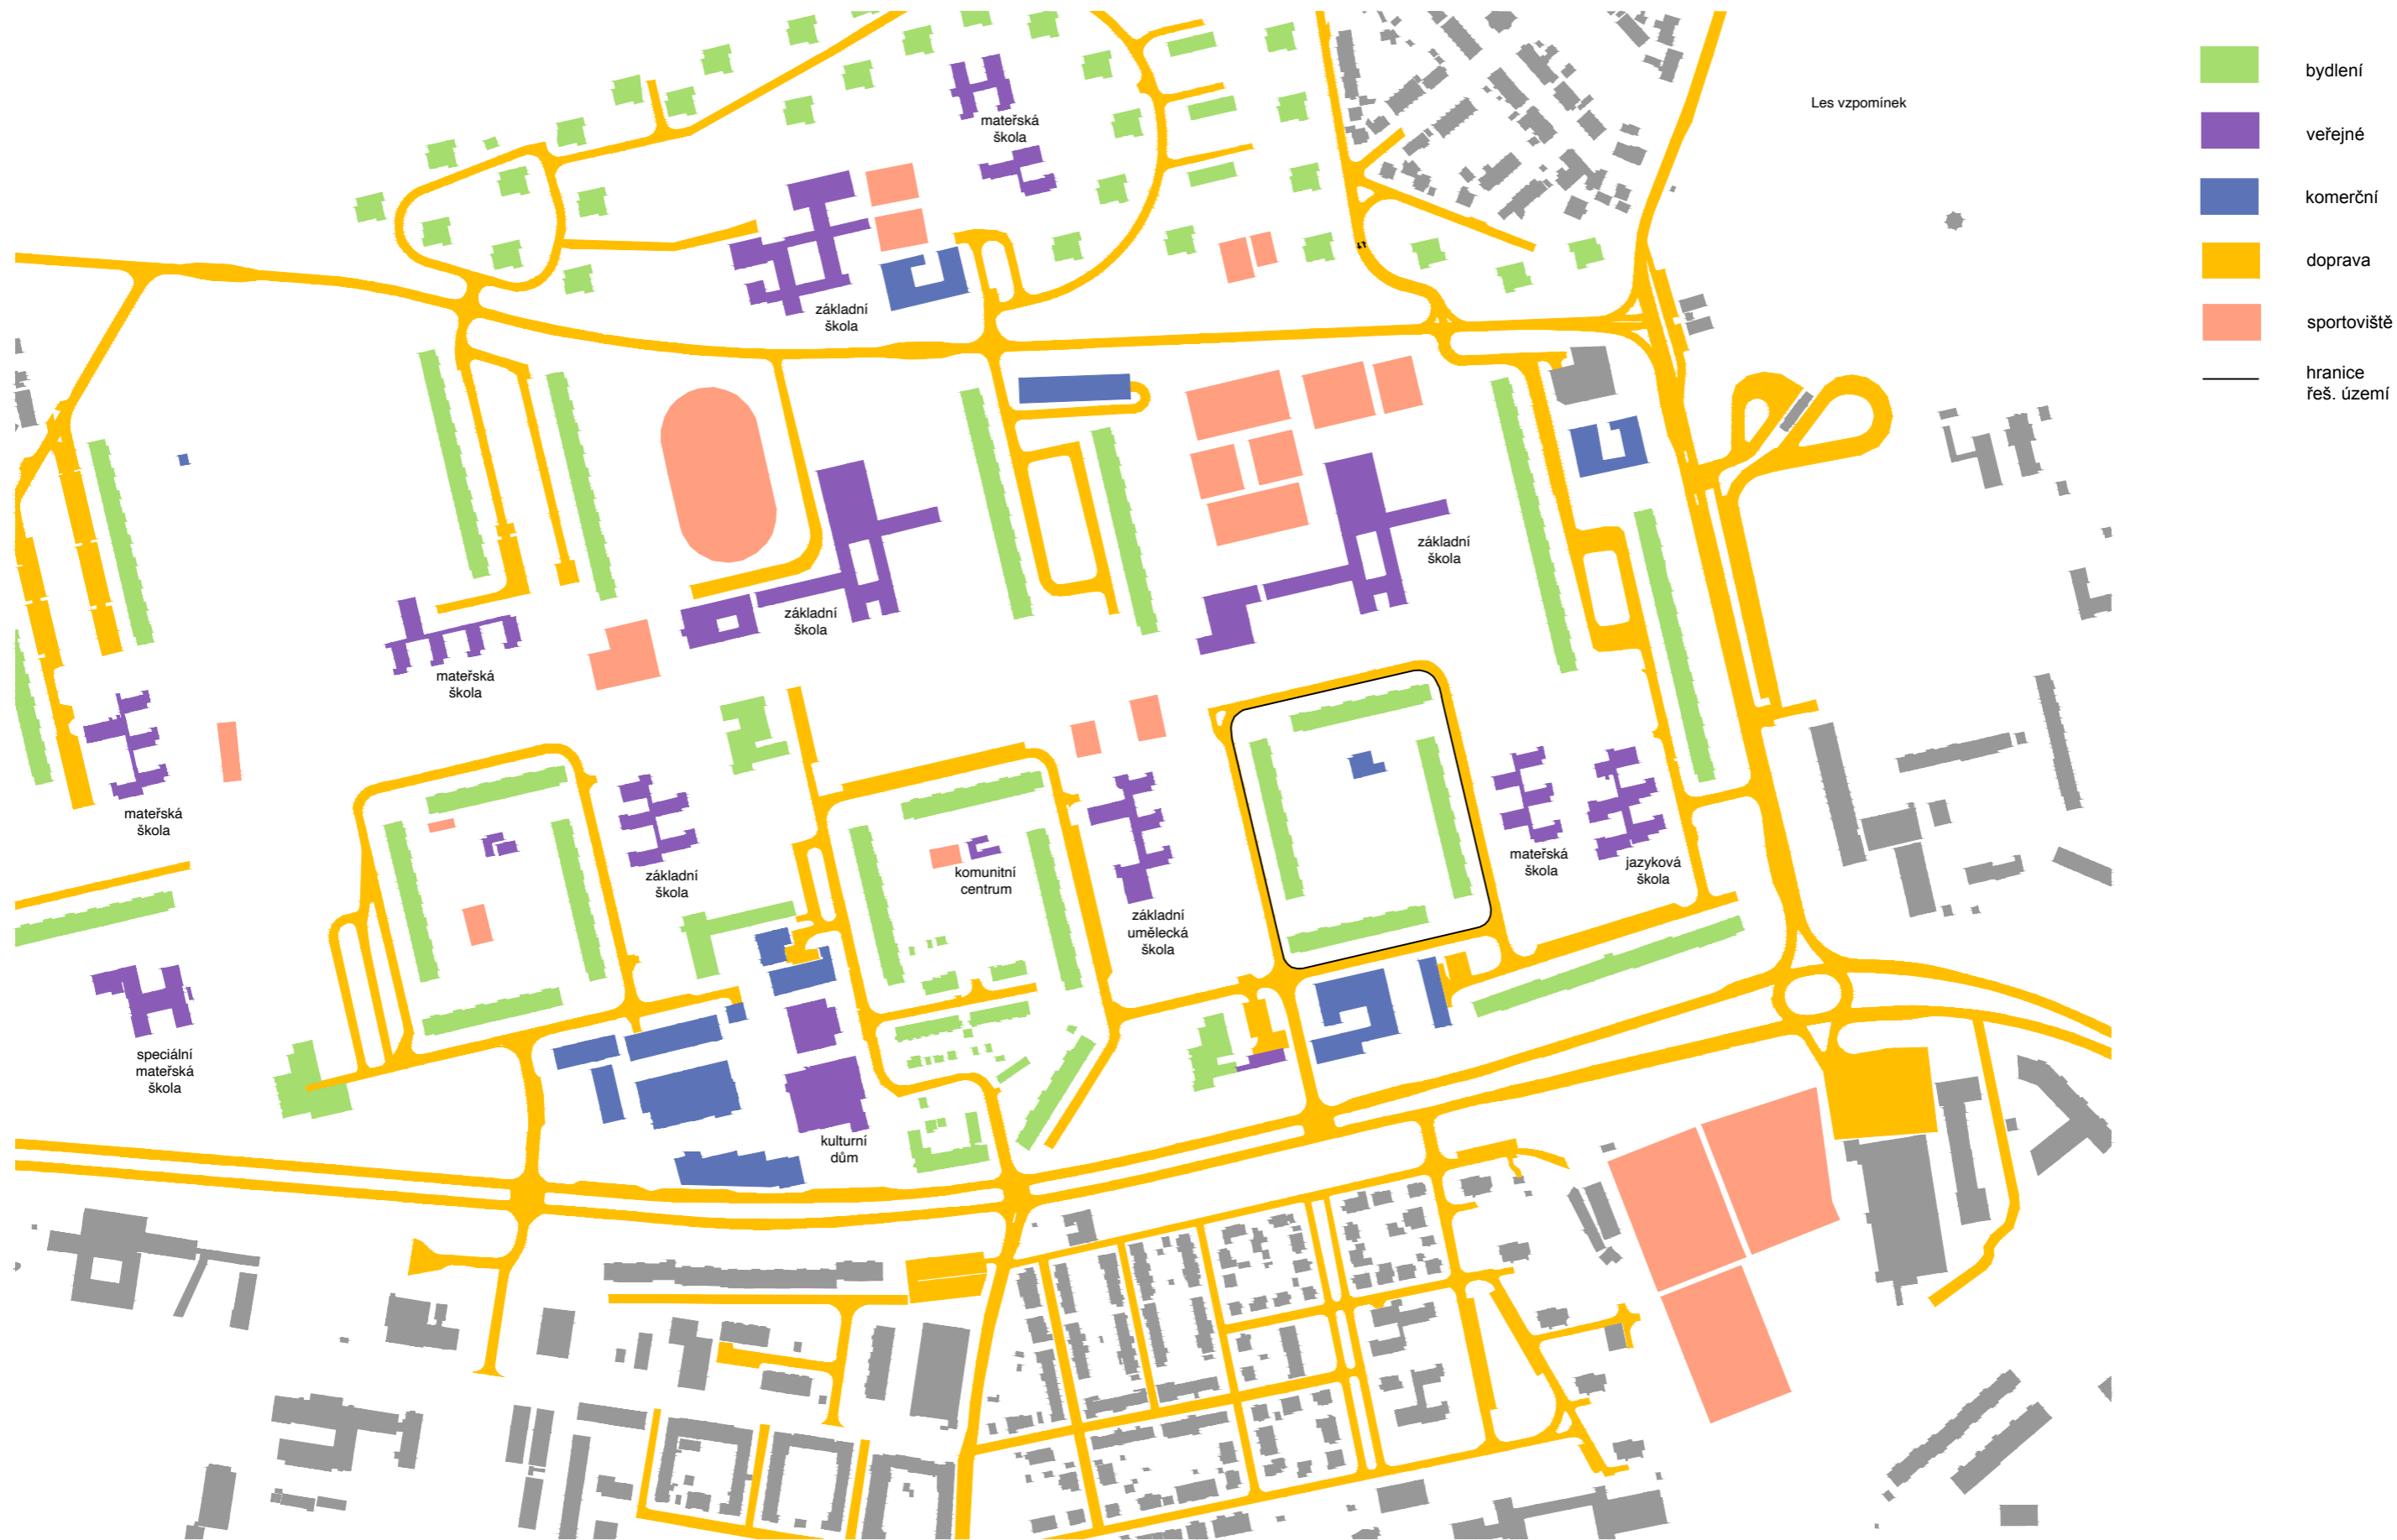 Les vzpomínek
mateřská
škola
základní
škola
základní
škola
základní
škola
mateřská
škola
mateřská
škola
základní
škola
komunitní
centrum
základní
umělecká
škola
mateřská
škola
jazyková
škola
speciální
mateřská
škola
kulturní
dům
bydlení
veřejné
komerční
doprava
sportoviště
hranice
řeš. území